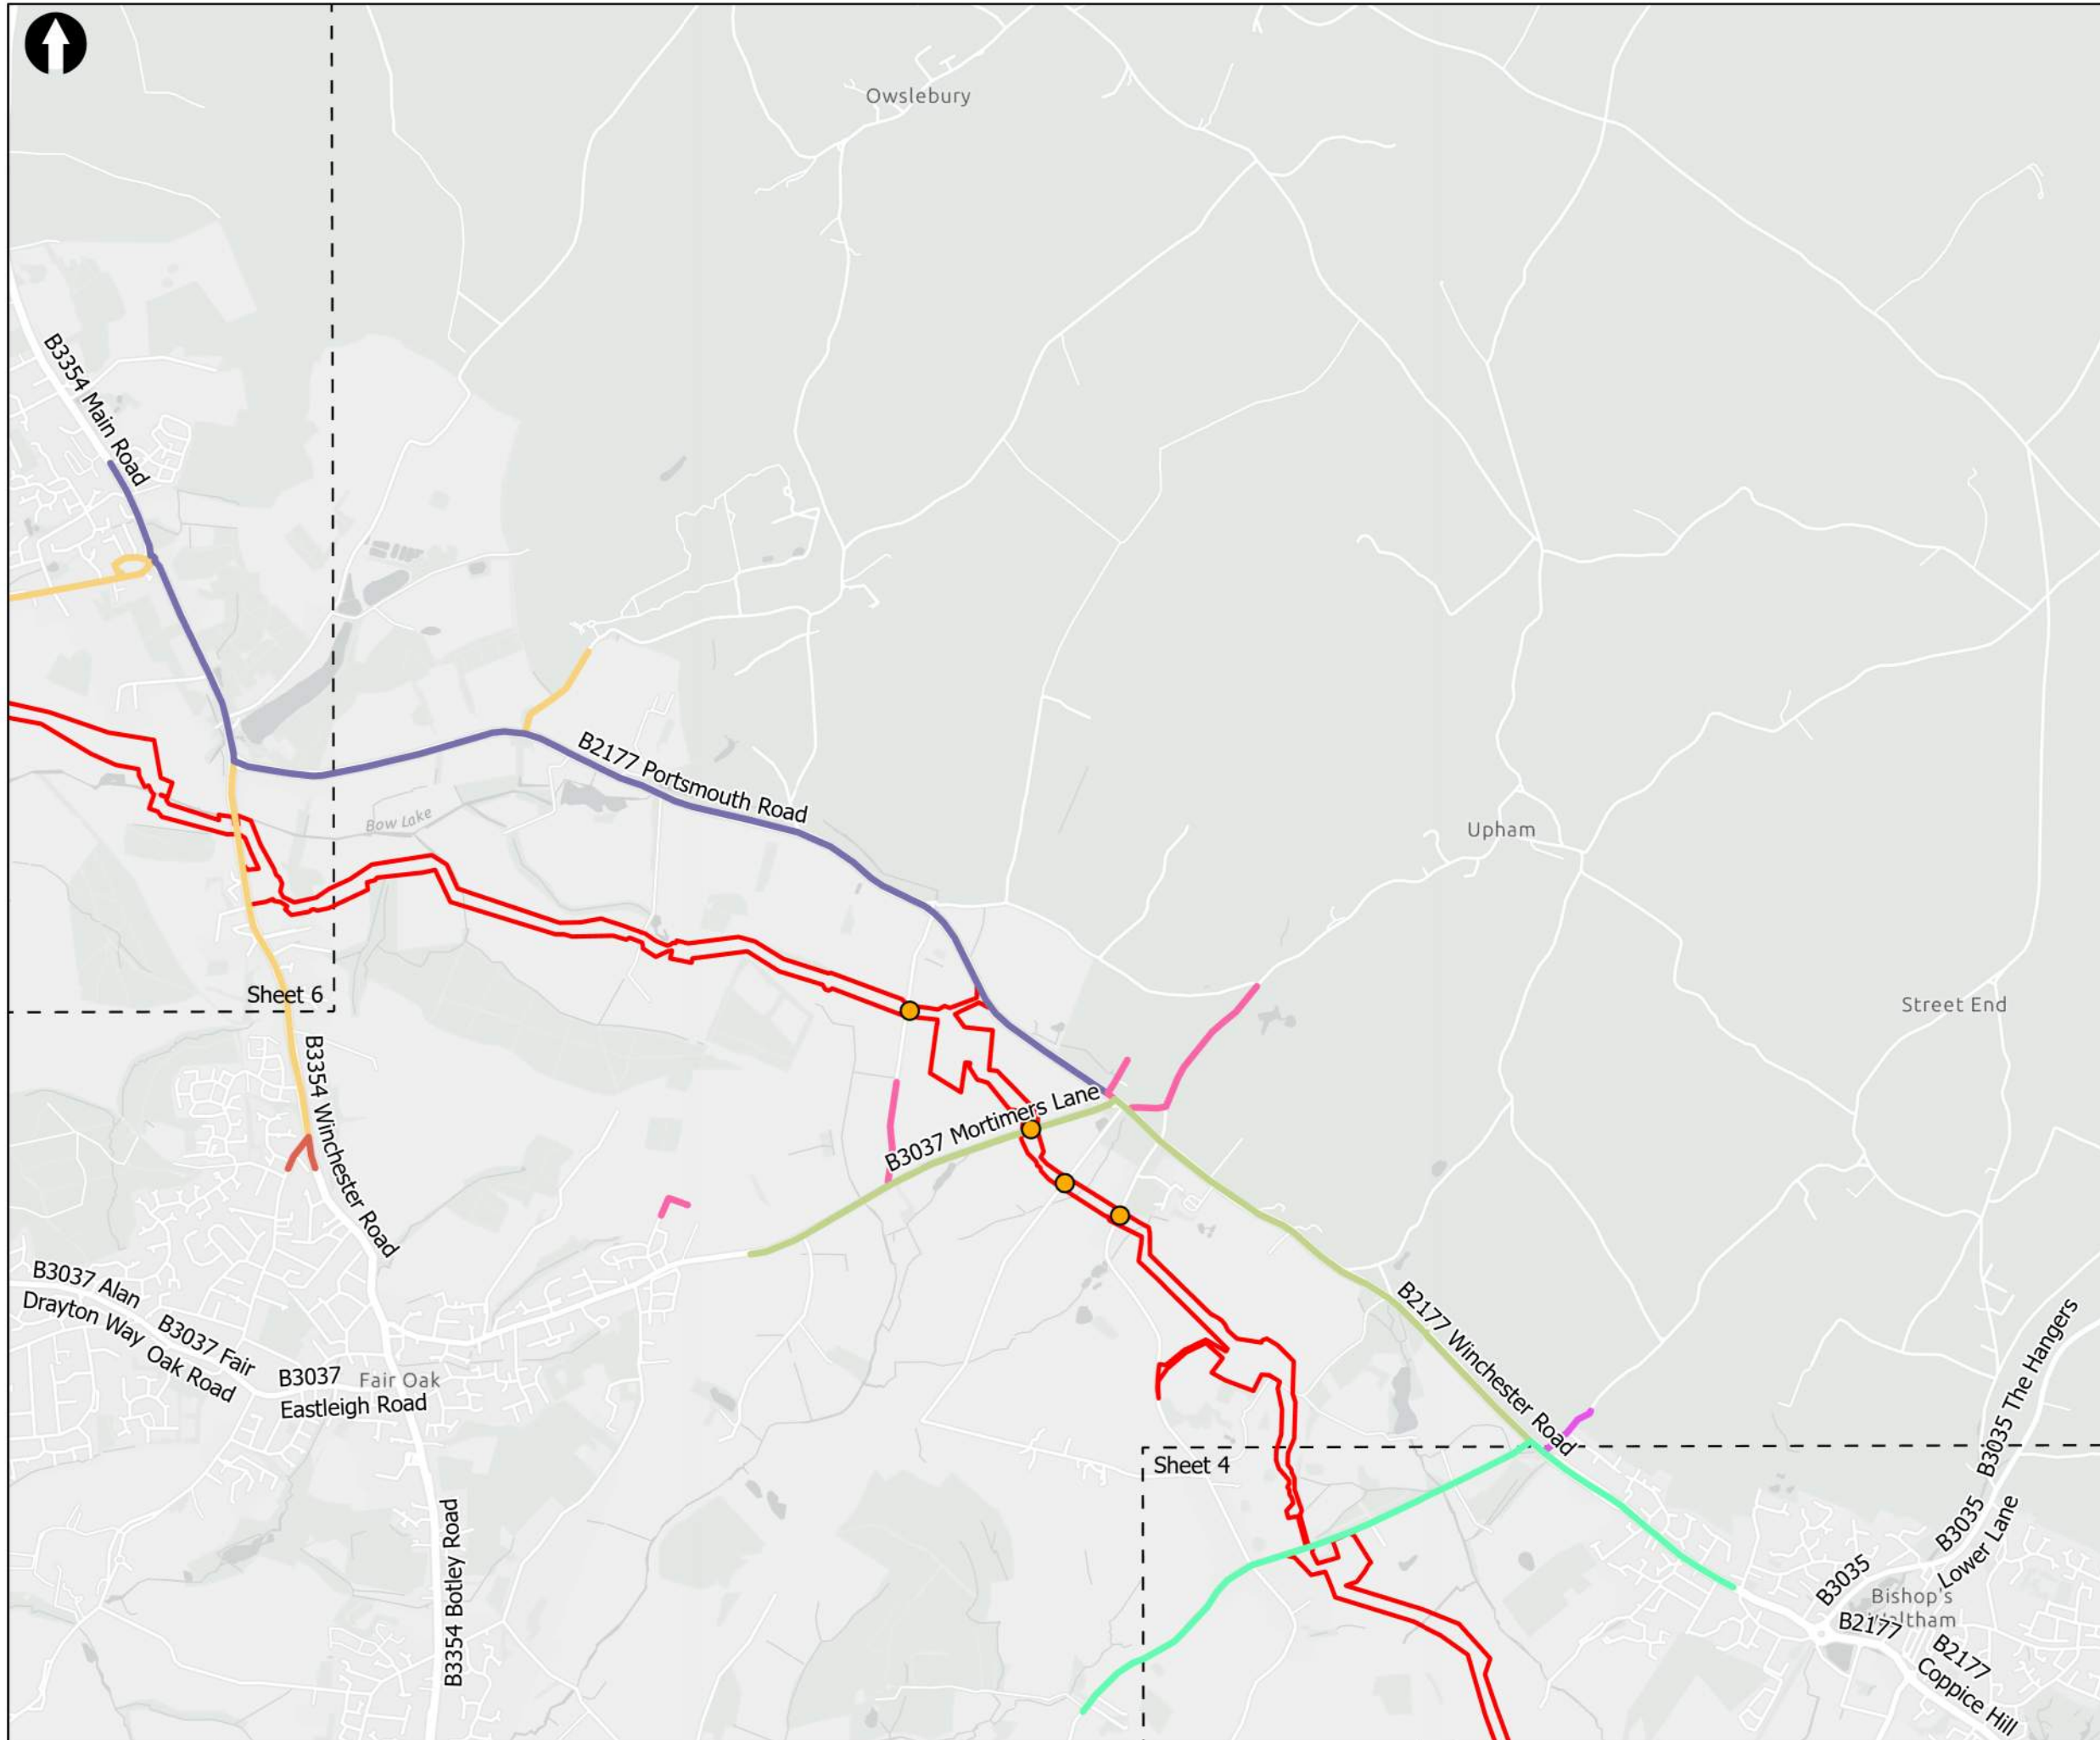 Owslebury
B3354 Main Road
B2177 Portsmouth Road
Bow Lake
Upham
Sheet 6
Street End
B3354 Winchester Road
B3037 Mortimers Lane
B3037 Alan
Drayton Way
B3037 Fair
Oak Road
B3037
Eastleigh Road
Fair Oak
B2177 Winchester Road
B3035 The Hangers
Sheet 4
B3354 Botley Road
B3035
Lower Lane
B3035
Bishop's
Waltham
B2177
B2177
Coppice Hill